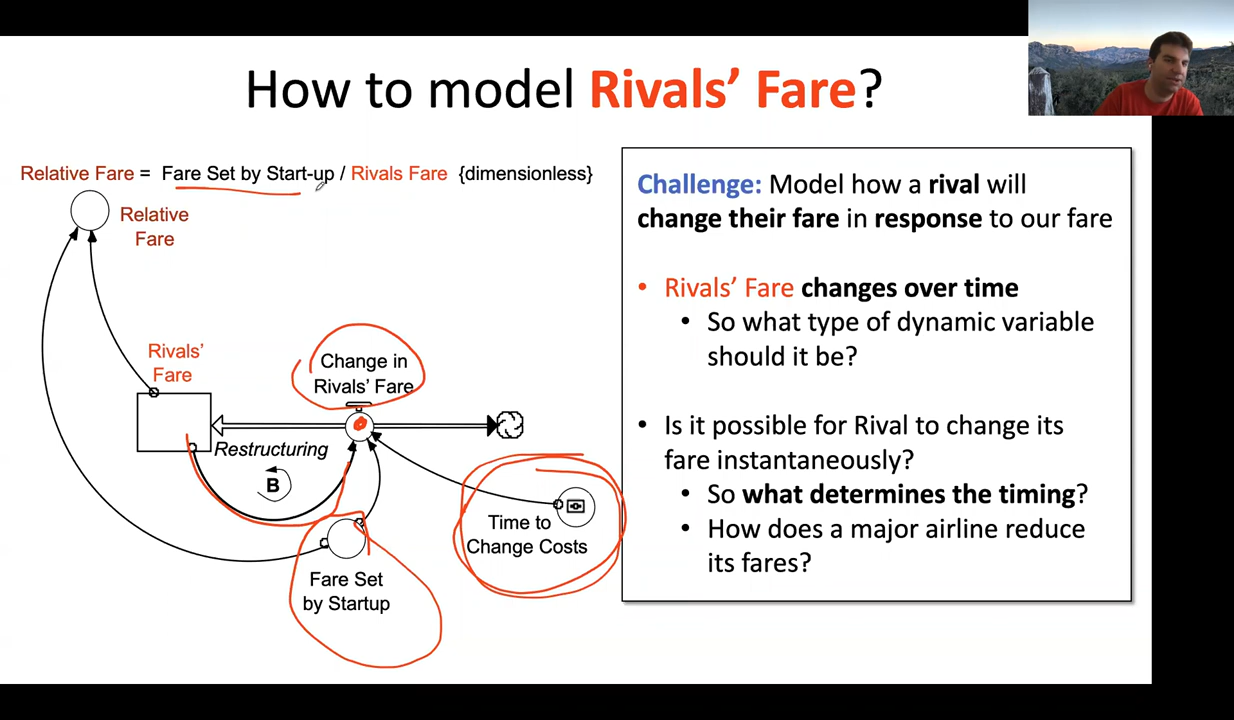 How to model Rivals’ Fare?
Relative Fare = Fare Set by Start-up / Rivals Fare {dimensionless}
Relative
Fare
Rivals’
Fare
Change in
Rivals’ Fare
Restructuring
B
Time to
Change Costs
Fare Set
by Startup
Challenge: Model how a rival will
change their fare in response to our fare
• Rivals’ Fare changes over time
• So what type of dynamic variable
should it be?
• Is it possible for Rival to change its
fare instantaneously?
• So what determines the timing?
• How does a major airline reduce
its fares?